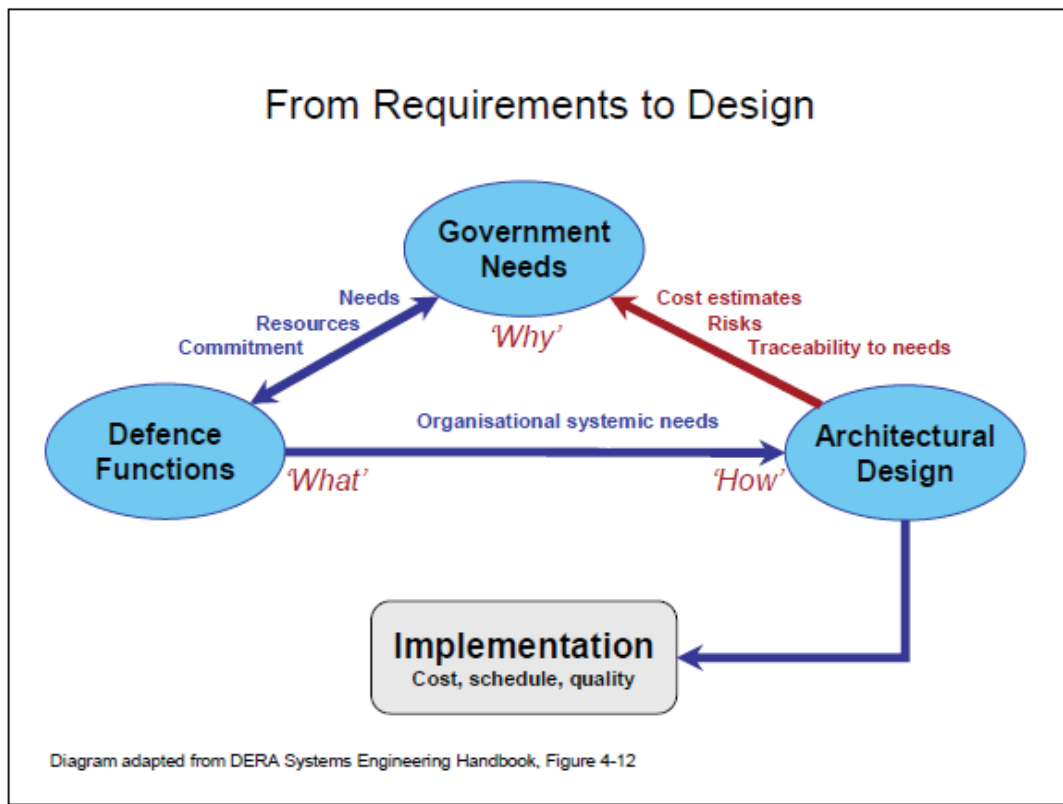 From Requirements to Design
Government
Needs
Needs
Resources
Commitment
'Why'
Cost estimates
Risks
Traceability to needs
Defence
Functions
Organisational systemic needs
Architectural
Design
'What'
'How'
Implementation
Cost, schedule, quality
Diagram adapted from DERA Systems Engineering Handbook, Figure 4-12